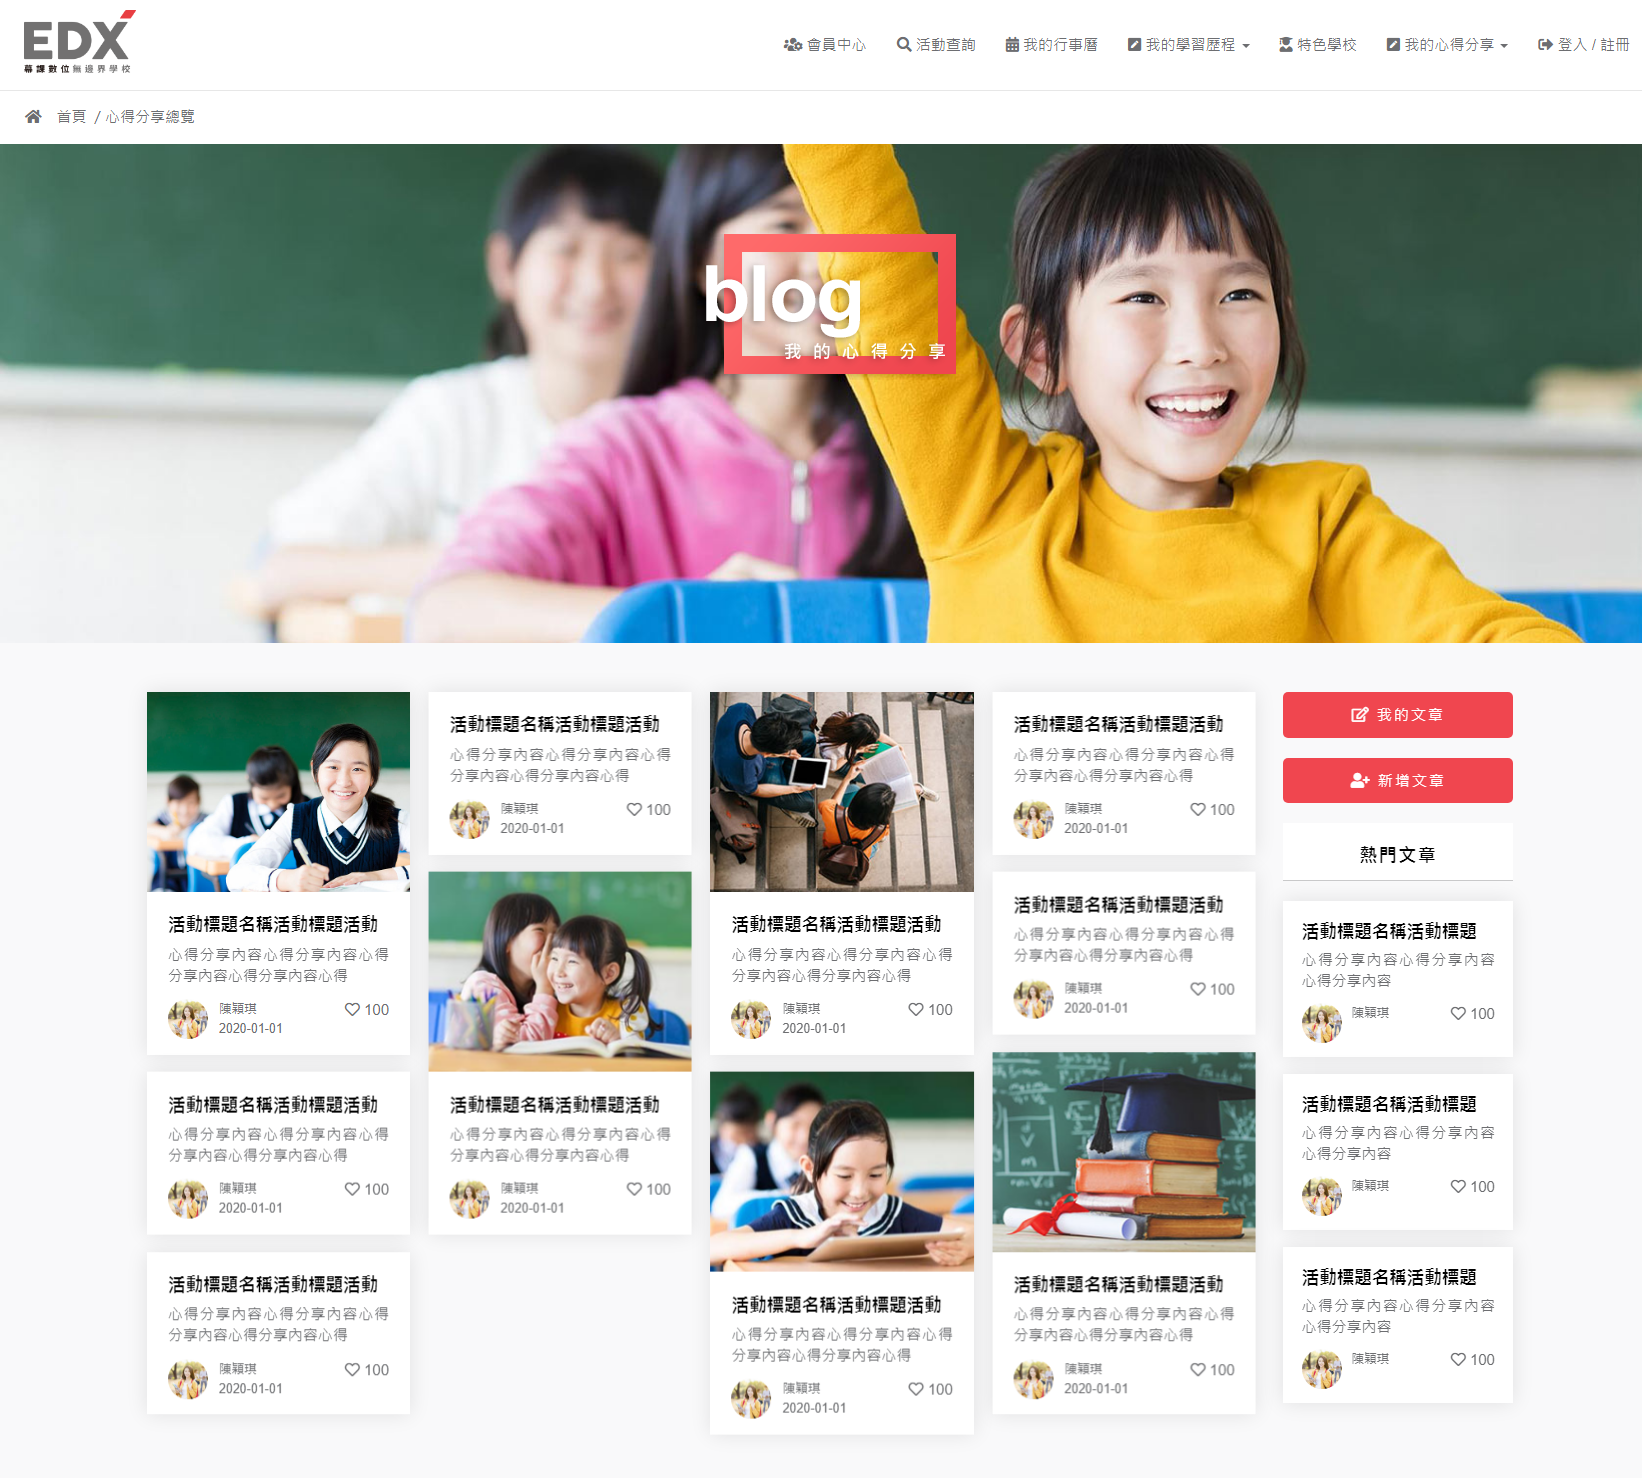 EDX
幕課數位無邊界學校
會員中心
活動查詢
我的行事曆
我的學習歷程
特色學校
我的心得分享
登入 / 註冊
首頁 / 心得分享總覽
blog
我的心得分享
活動標題名稱活動標題活動
心得分享內容心得分享內容心得
分享內容心得分享內容心得
陳穎琪
100
2020-01-01
活動標題名稱活動標題活動
心得分享內容心得分享內容心得
分享內容心得分享內容心得
陳穎琪
100
2020-01-01
活動標題名稱活動標題活動
心得分享內容心得分享內容心得
分享內容心得分享內容心得
陳穎琪
100
2020-01-01
活動標題名稱活動標題活動
心得分享內容心得分享內容心得
分享內容心得分享內容心得
陳穎琪
100
2020-01-01
活動標題名稱活動標題活動
心得分享內容心得分享內容心得
分享內容心得分享內容心得
陳穎琪
100
2020-01-01
活動標題名稱活動標題活動
心得分享內容心得分享內容心得
分享內容心得分享內容心得
陳穎琪
100
2020-01-01
活動標題名稱活動標題活動
心得分享內容心得分享內容心得
分享內容心得分享內容心得
陳穎琪
100
2020-01-01
活動標題名稱活動標題活動
心得分享內容心得分享內容心得
分享內容心得分享內容心得
陳穎琪
100
2020-01-01
活動標題名稱活動標題活動
心得分享內容心得分享內容心得
分享內容心得分享內容心得
陳穎琪
100
2020-01-01
活動標題名稱活動標題活動
心得分享內容心得分享內容心得
分享內容心得分享內容心得
陳穎琪
100
2020-01-01
我的文章
新增文章
熱門文章
活動標題名稱活動標題
心得分享內容心得分享內容
心得分享內容
陳穎琪
100
活動標題名稱活動標題
心得分享內容心得分享內容
心得分享內容
陳穎琪
100
活動標題名稱活動標題
心得分享內容心得分享內容
心得分享內容
陳穎琪
100